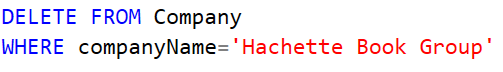 DELETE FROM Company
WHERE companyName='Hachette Book Group'